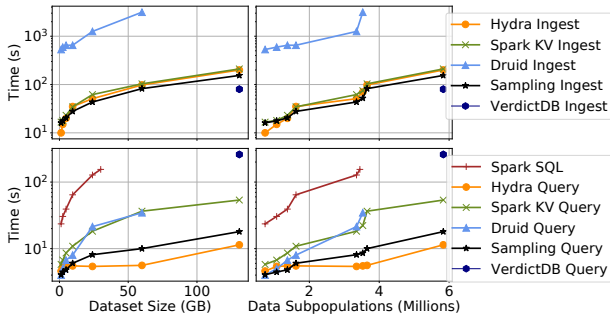 Time (s)
10³
10²
10¹
Hydra Ingest
Spark KV Ingest
Druid Ingest
Sampling Ingest
VerdictDB Ingest
Time (s)
10²
10¹
Spark SQL
Hydra Query
Spark KV Query
Druid Query
Sampling Query
VerdictDB Query
0 50 100
2 4 6
Dataset Size (GB)
Data Subpopulations (Millions)